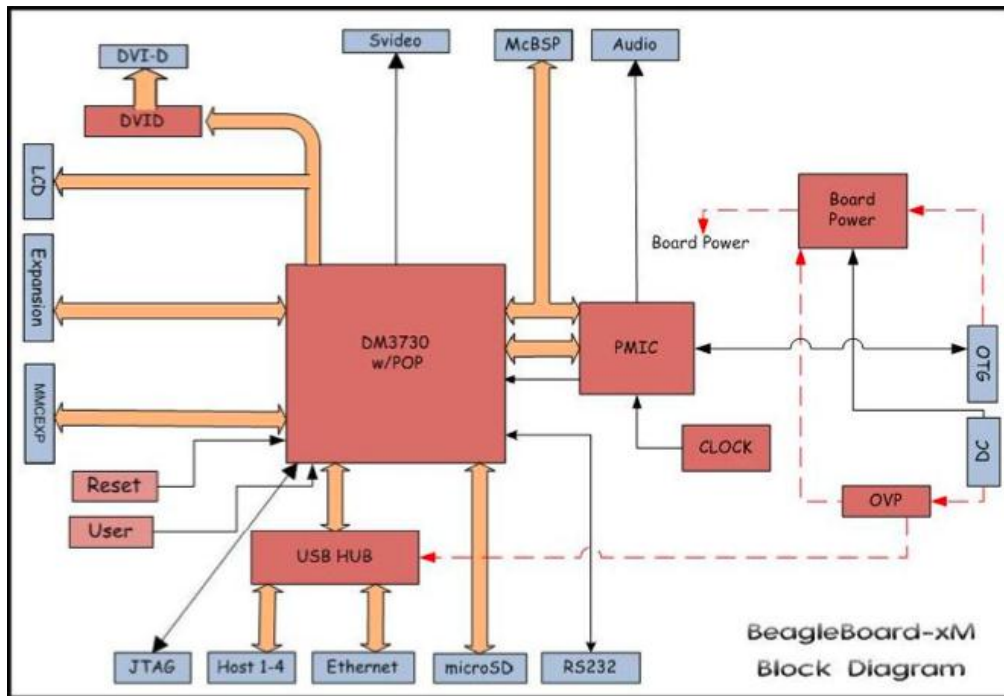 Svideo
McBSP
Audio
DVI-D
DVID
LCD
Board
Power
Board Power
Expansion
DM3730
w/POP
PMIC
OTG
MMCEXP
CLOCK
DC
Reset
OVP
User
USB HUB
BeagleBoard-xM
Block Diagram
JTAG
Host 1-4
Ethernet
microSD
RS232